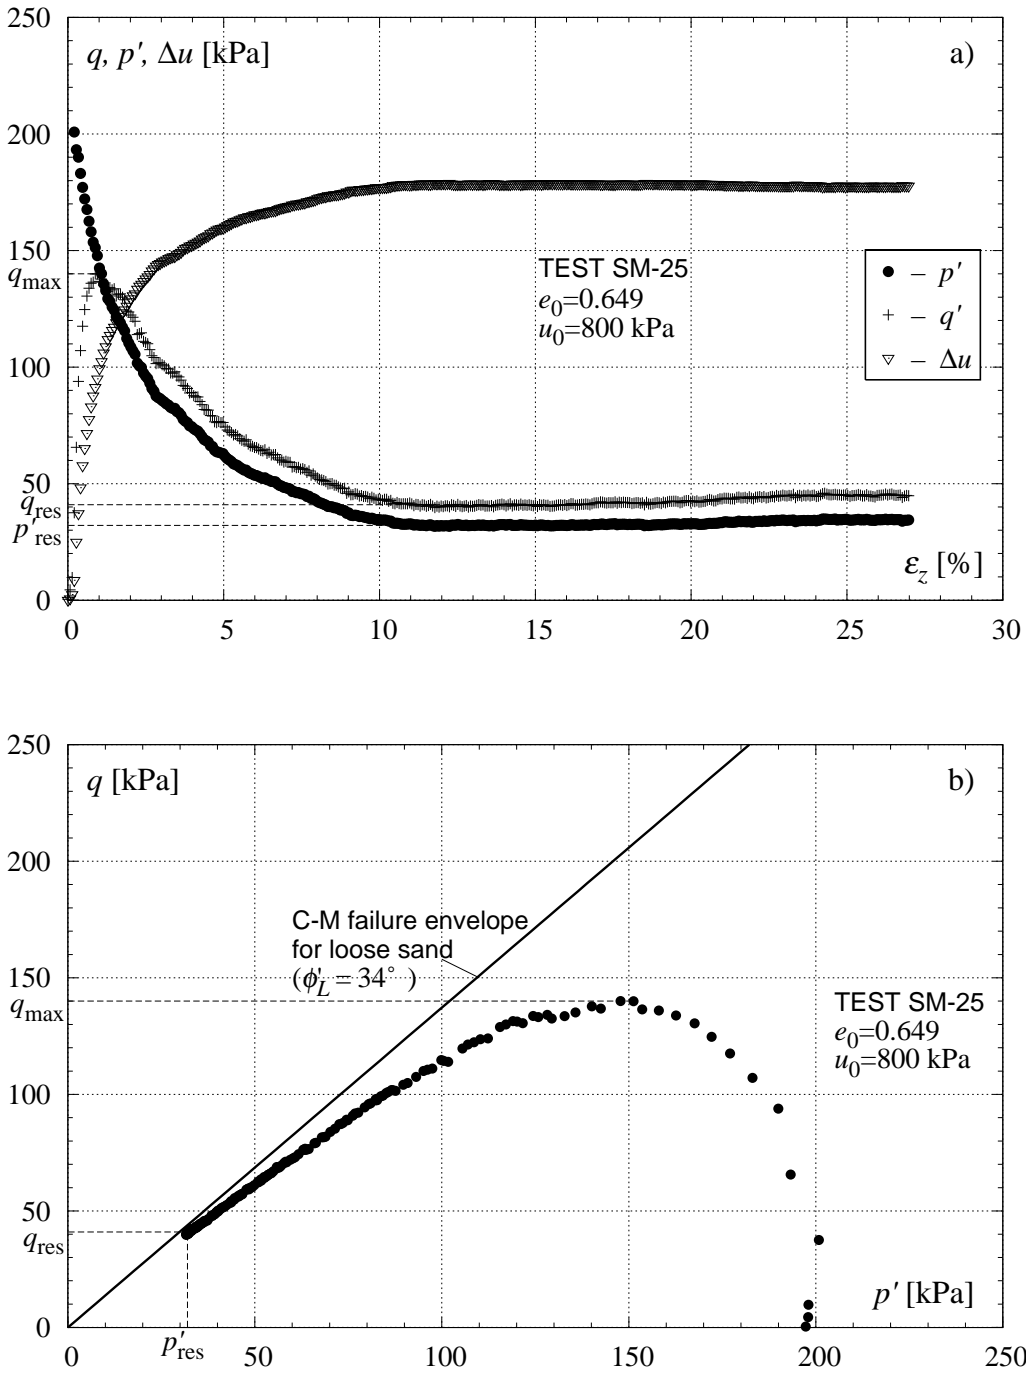 250
q, p′, Δu [kPa]
a)
200
150
q_max
TEST SM-25
e_0=0.649
u_0=800 kPa
– p′
– q′
– Δu
100
50
q_res
p′_res
ε_z [%]
0
0 5 10 15 20 25 30
250
q [kPa]
b)
200
C-M failure envelope
for loose sand
(ϕ′_L = 34° )
150
q_max
TEST SM-25
e_0=0.649
u_0=800 kPa
100
50
q_res
p′ [kPa]
0
0 p′_res 50 100 150 200 250